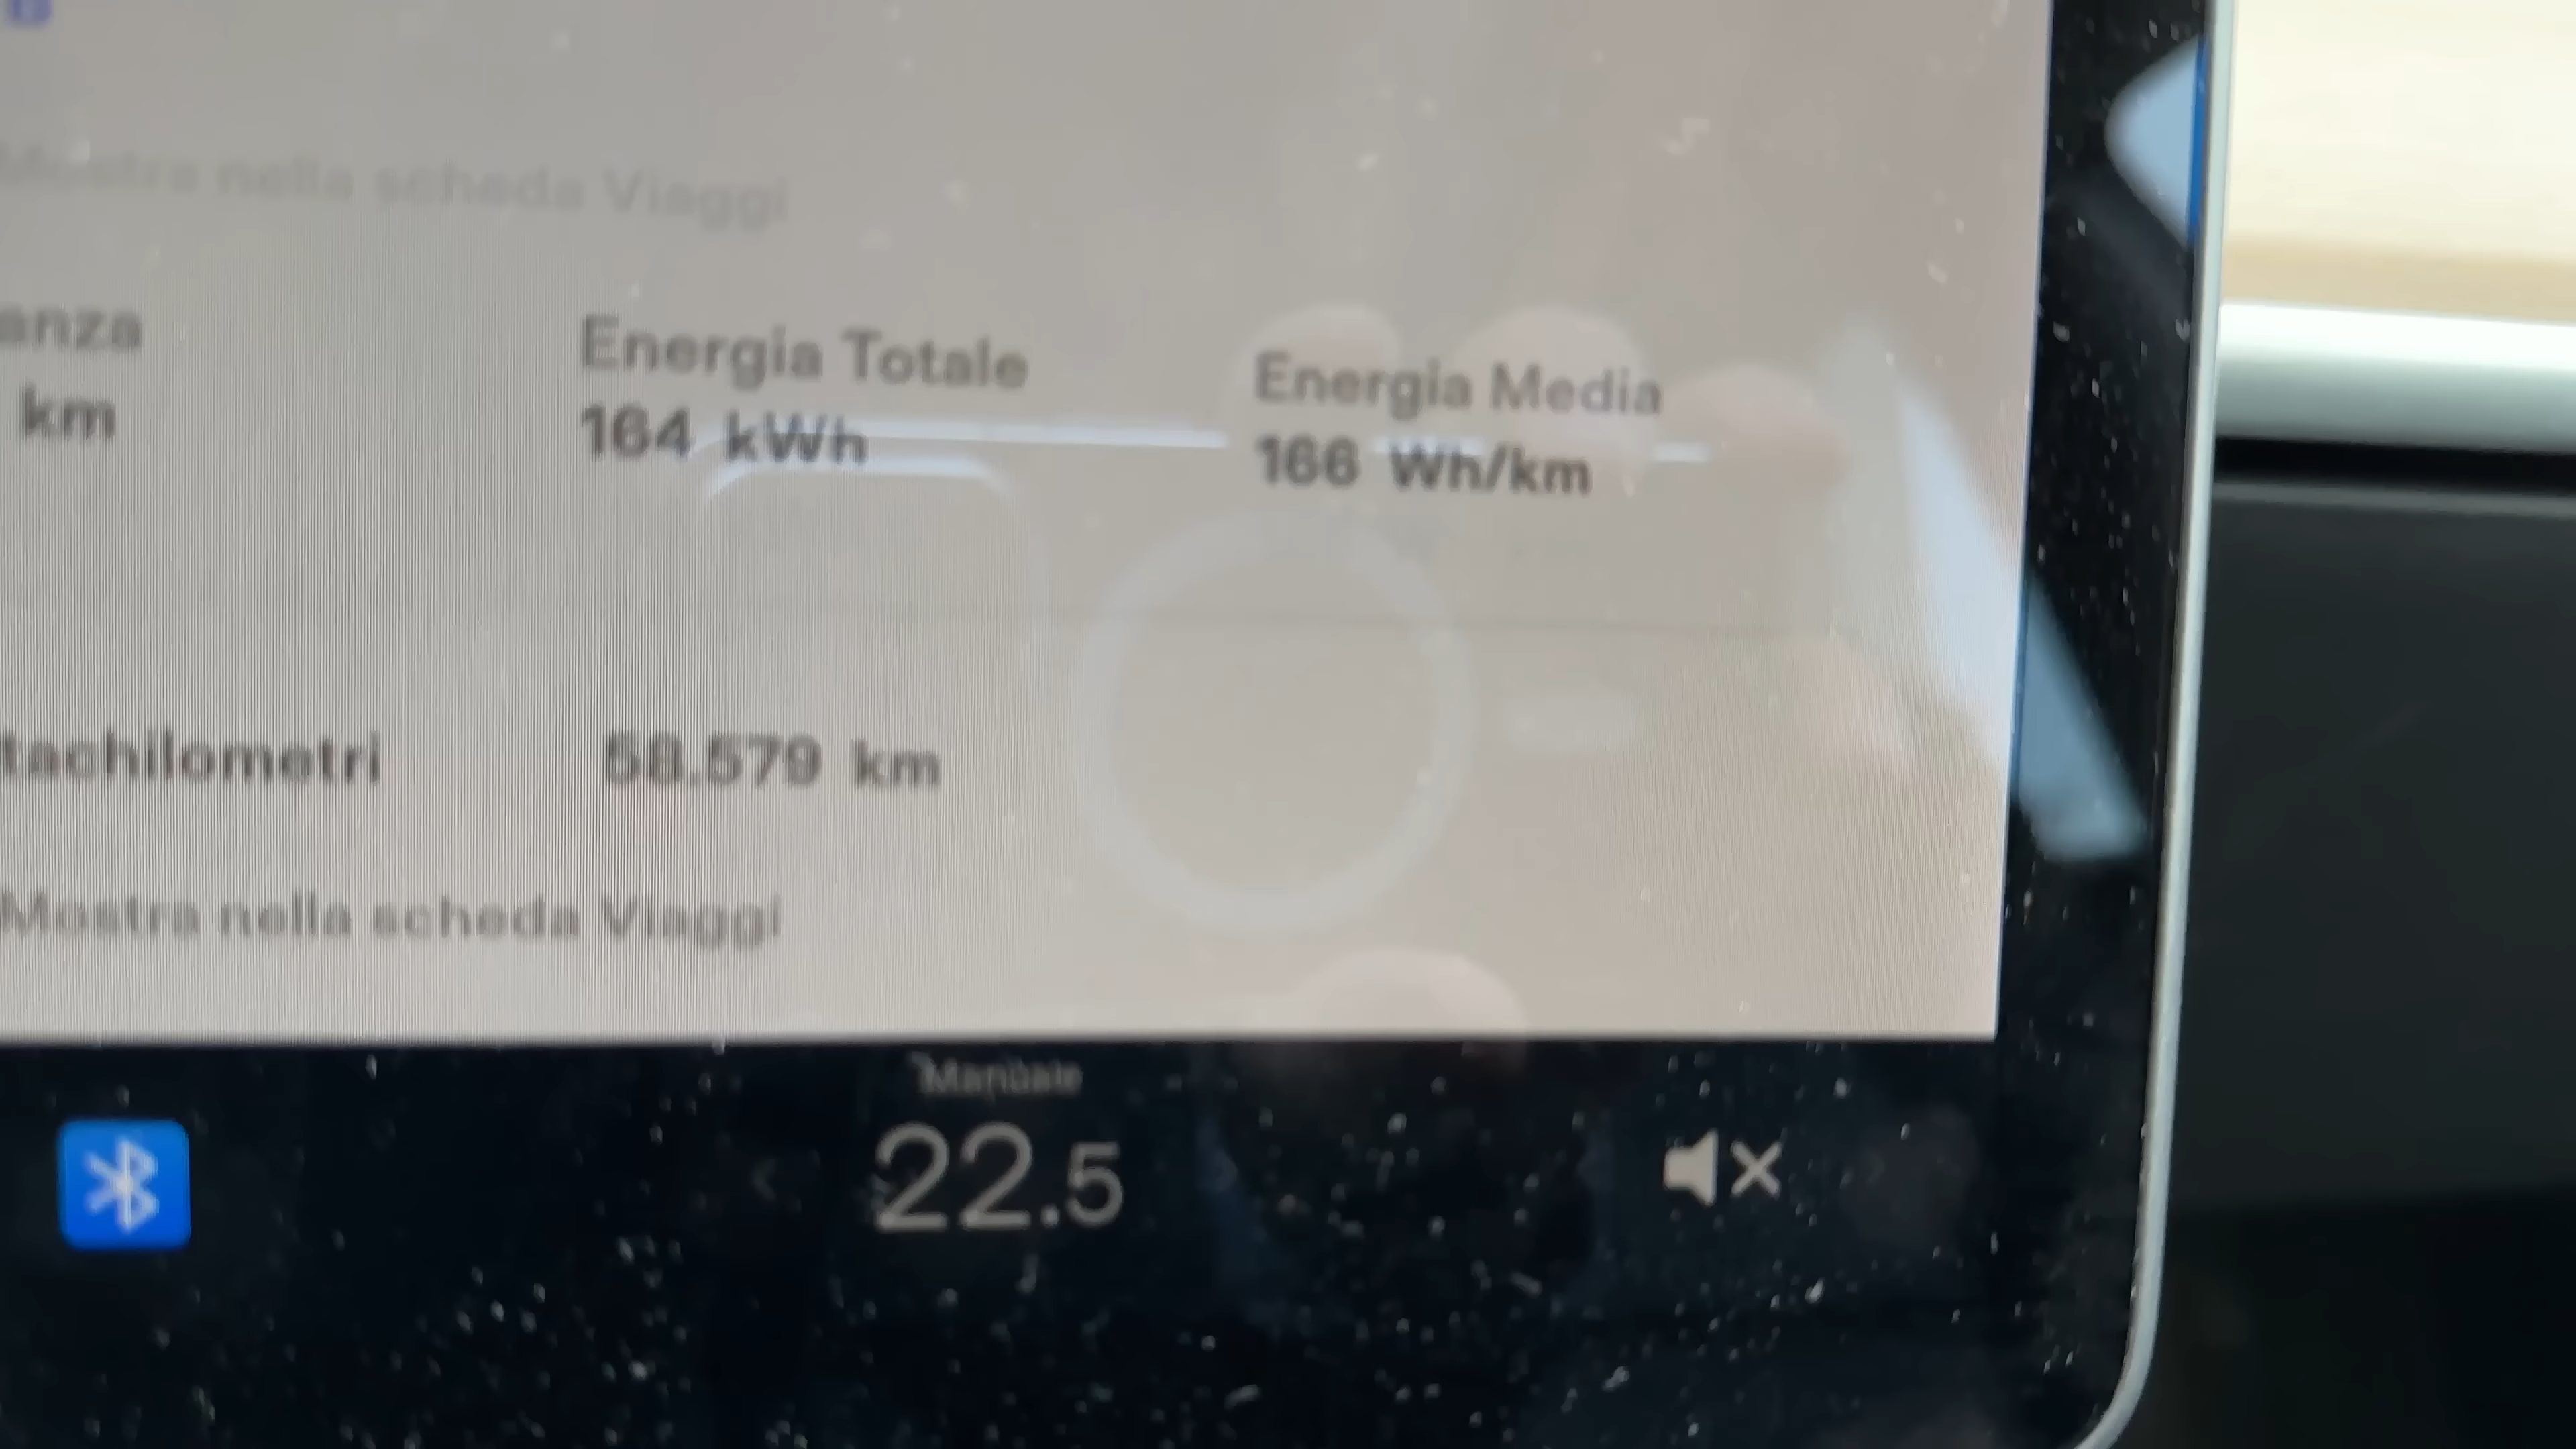 Mostra nella scheda Viaggi
anza
km
Energia Totale
164 kWh
Energia Media
166 Wh/km
tachilometri
58.579 km
Mostra nella scheda Viaggi
Manuale
22.5